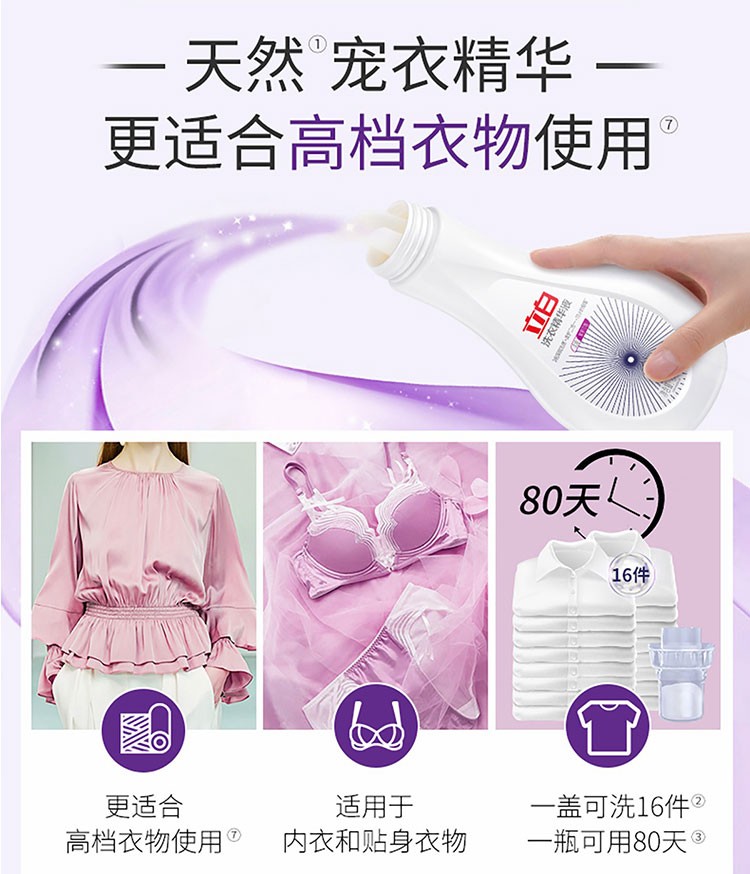 天然①宠衣精华
更适合高档衣物使用⑦
立白
洗衣精华液
80天
16件
更适合
高档衣物使用⑦
适用于
内衣和贴身衣物
一盖可洗16件②
一瓶可用80天③